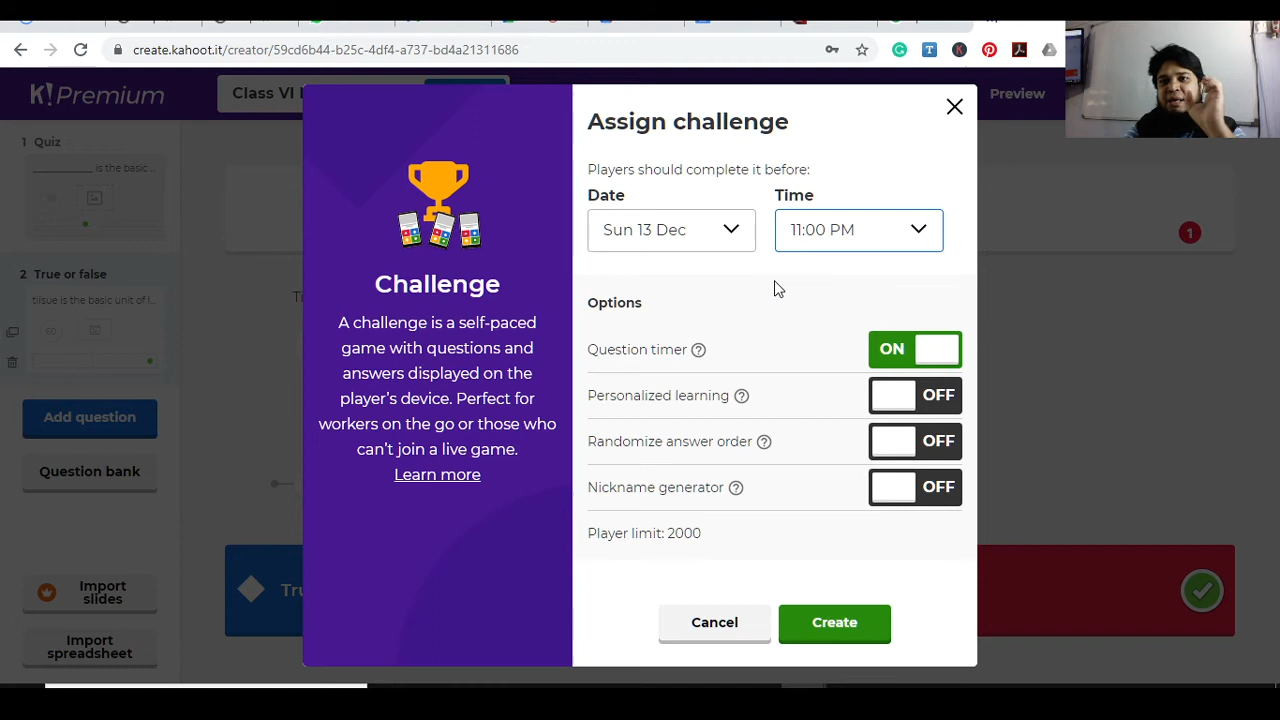 create.kahoot.it/creator/59cd6b44-b25c-4df4-a737-bd4a21311686
K!Premium
Class VI
Preview
1 Quiz
__________ is the basic ...
2 True or false
tiisue is the basic unit of l...
60
Add question
Question bank
Import slides
Import spreadsheet
1
Challenge
A challenge is a self-paced
game with questions and
answers displayed on the
player's device. Perfect for
workers on the go or those who
can't join a live game.
Learn more
Assign challenge
Players should complete it before:
Date
Time
Sun 13 Dec
11:00 PM
Options
Question timer
ON
Personalized learning
OFF
Randomize answer order
OFF
Nickname generator
OFF
Player limit: 2000
Cancel
Create